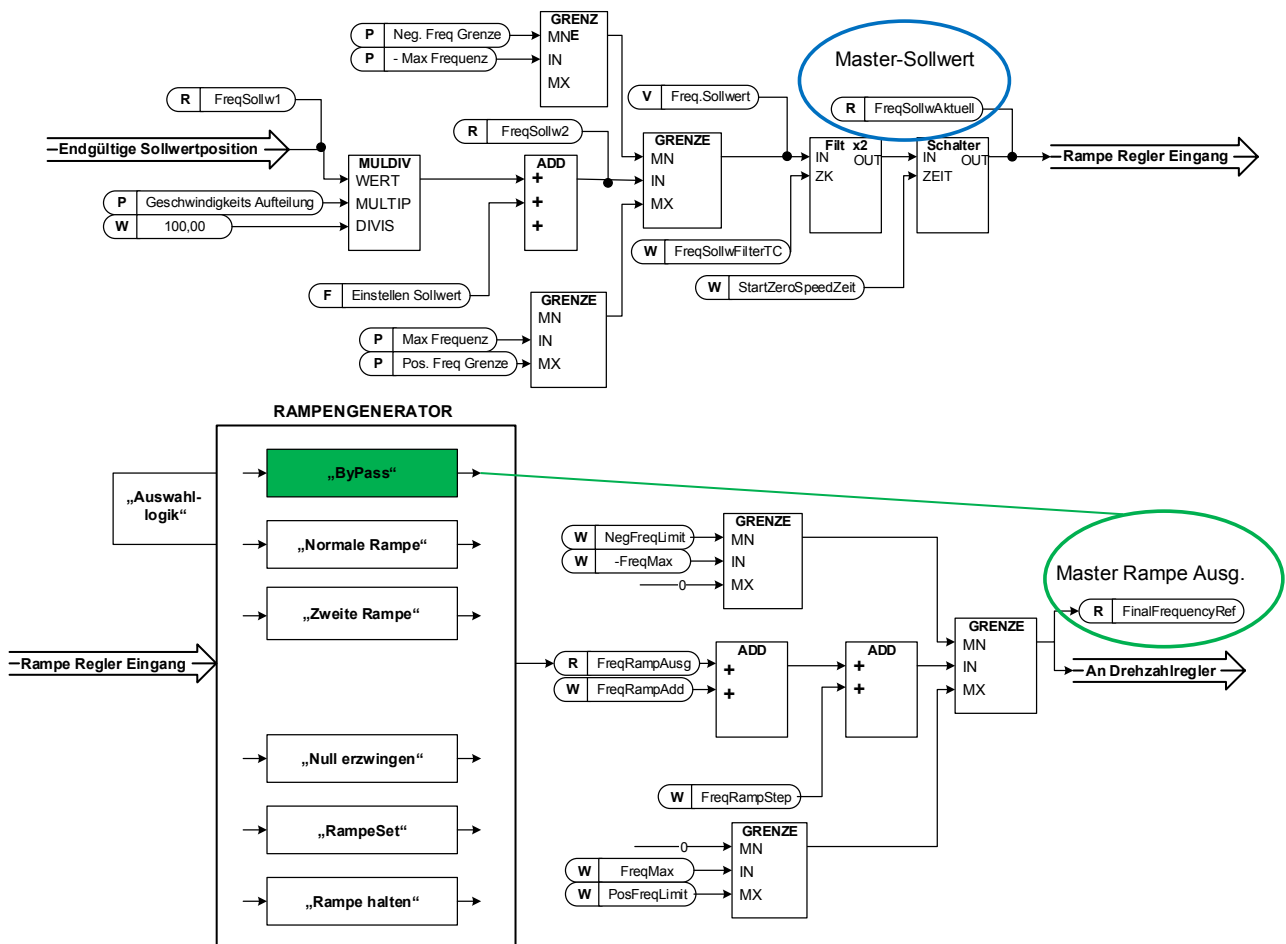 GRENZ
E
P Neg. Freq Grenze
MN
P - Max Frequenz
IN
MX
Master-Sollwert
R FreqSollw1
V Freq.Sollwert
R FreqSollwAktuell
Endgültige Sollwertposition
R FreqSollw2
GRENZE
MN
IN
MX
Filt x2
IN
OUT
ZK
Schalter
IN
OUT
ZEIT
Rampe Regler Eingang
MULDIV
WERT
MULTIP
DIVIS
ADD
+
+
+
P Geschwindigkeits Aufteilung
W 100,00
W FreqSollwFilterTC
W StartZeroSpeedZeit
F Einstellen Sollwert
GRENZE
MN
IN
MX
P Max Frequenz
P Pos. Freq Grenze
RAMPENGENERATOR
„ByPass“
„Auswahl-
logik“
„Normale Rampe“
„Zweite Rampe“
Rampe Regler Eingang
„Null erzwingen“
„RampeSet“
„Rampe halten“
GRENZE
W NegFreqLimit
MN
W -FreqMax
IN
0
MX
Master Rampe Ausg.
R FinalFrequencyRef
GRENZE
MN
IN
MX
An Drehzahlregler
ADD
+
+
ADD
+
+
R FreqRampAusg
W FreqRampAdd
W FreqRampStep
GRENZE
0
MN
W FreqMax
IN
W PosFreqLimit
MX